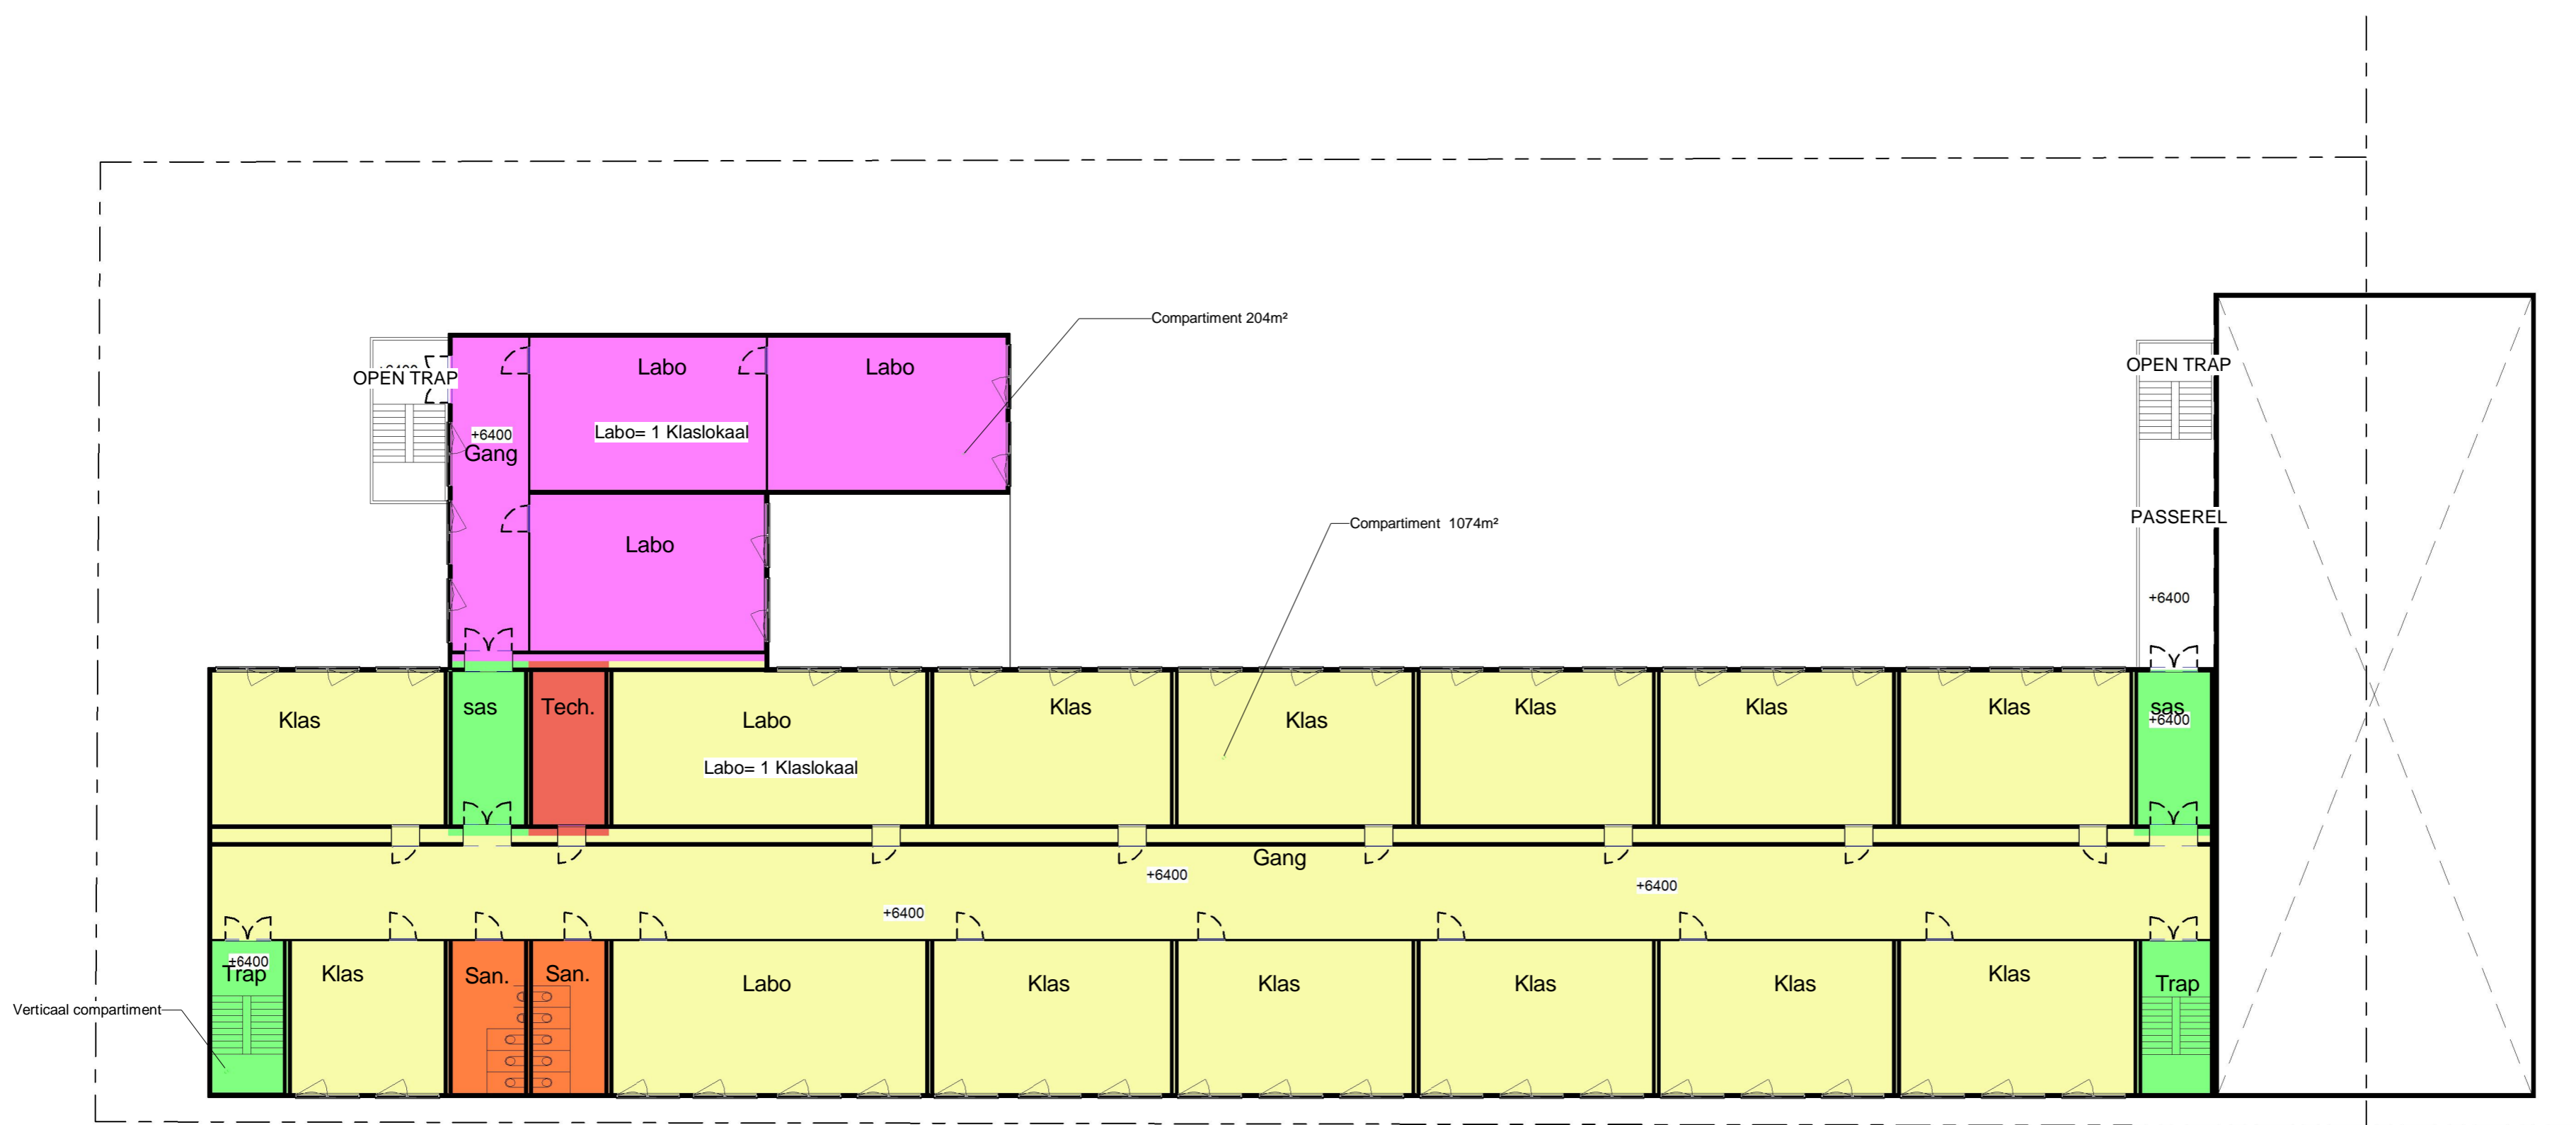 Compartiment 204m²
OPEN TRAP
Labo
Labo
OPEN TRAP
+6400
Labo= 1 Klaslokaal
Gang
Compartiment 1074m²
PASSEREL
Labo
+6400
Klas
sas
Tech.
Labo
Klas
Klas
Klas
Klas
Klas
sas
+6400
Labo= 1 Klaslokaal
Gang
+6400
+6400
+6400
+6400
Trap
Klas
San.
San.
Labo
Klas
Klas
Klas
Klas
Klas
Trap
Verticaal compartiment